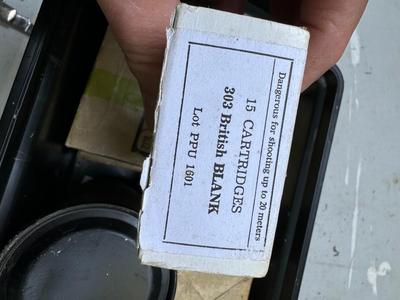 Dangerous for shooting up to 20 meters
15 CARTRIDGES
303 British BLANK
Lot PPU 1601